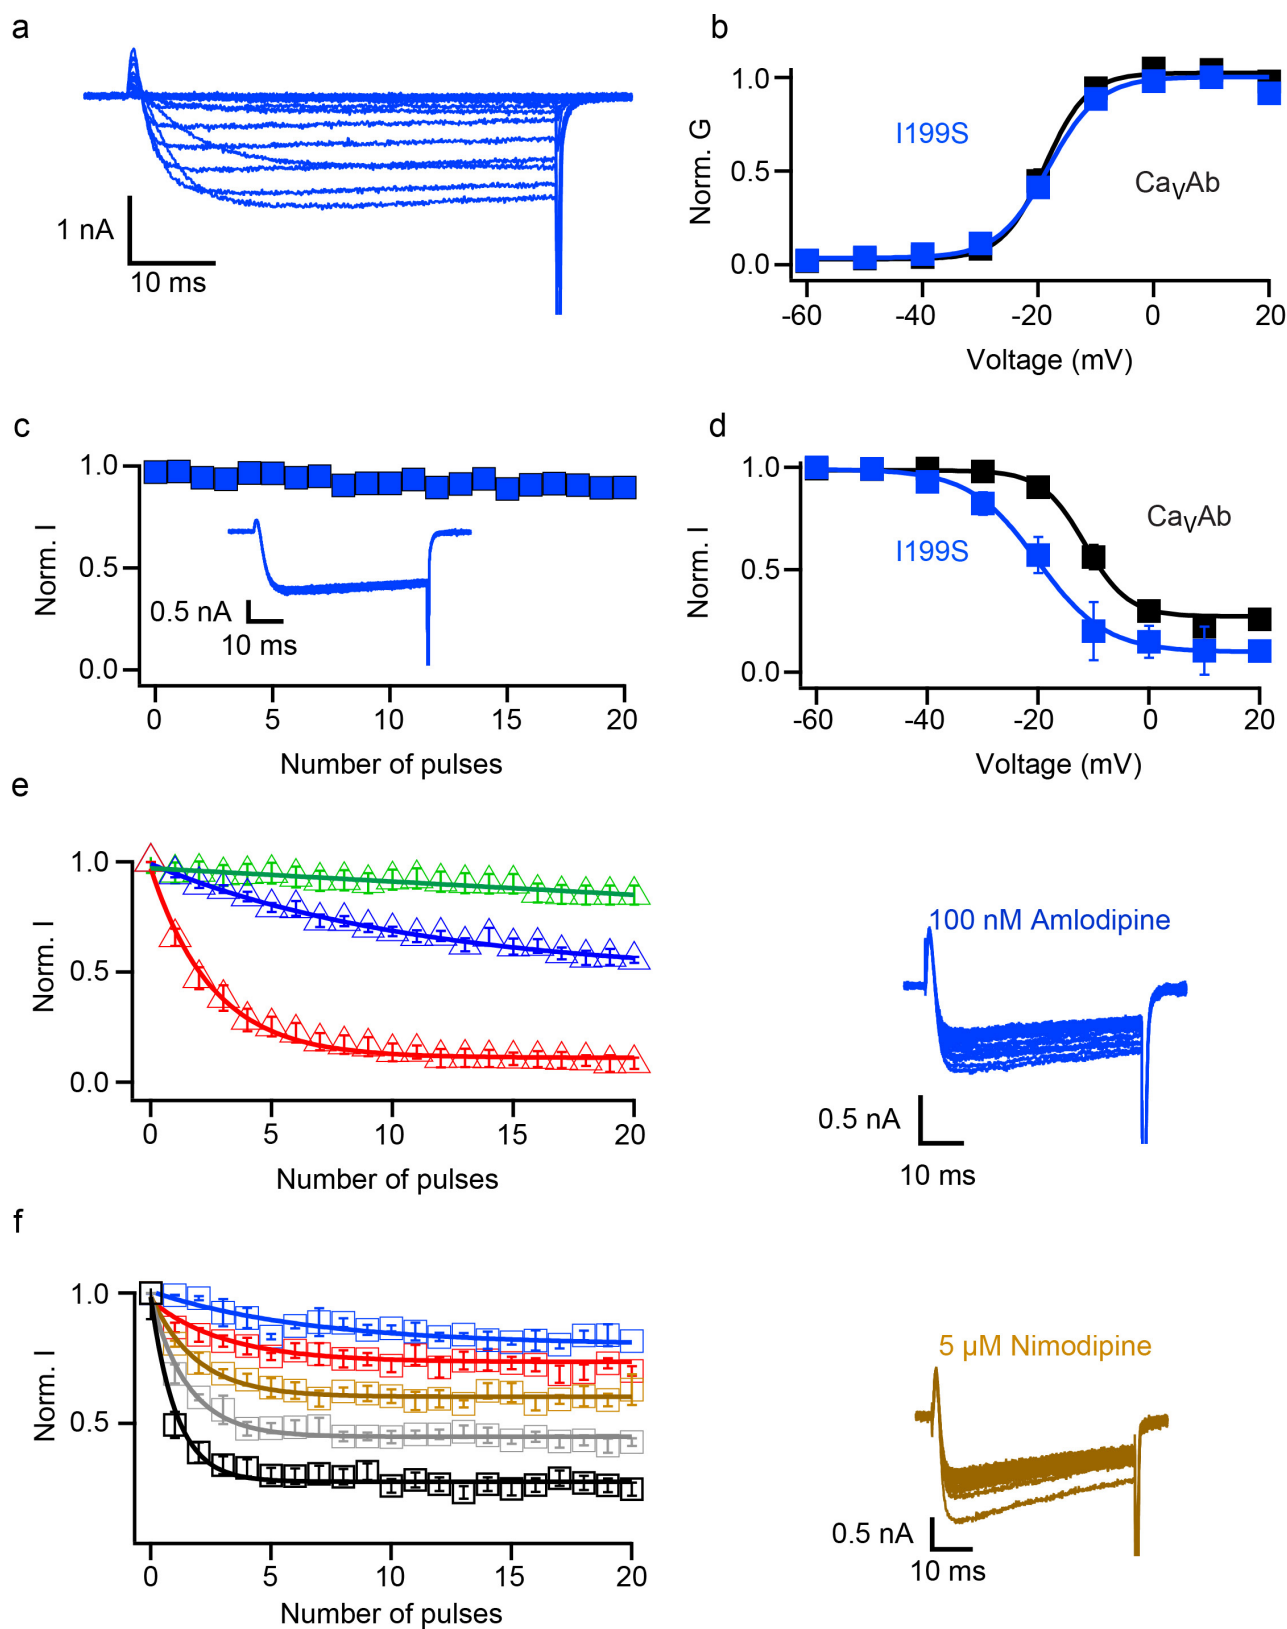 a
1 nA
10 ms
b
Norm. G
1.0
0.5
0.0
I199S
CaVAb
-60 -40 -20 0 20
Voltage (mV)
c
Norm. I
1.0
0.5
0.0
0.5 nA
10 ms
0 5 10 15 20
Number of pulses
d
Norm. I
1.0
0.5
0.0
CaVAb
I199S
-60 -40 -20 0 20
Voltage (mV)
e
Norm. I
1.0
0.5
0.0
0 5 10 15 20
Number of pulses
100 nM Amlodipine
0.5 nA
10 ms
f
Norm. I
1.0
0.5
0 5 10 15 20
Number of pulses
5 µM Nimodipine
0.5 nA
10 ms